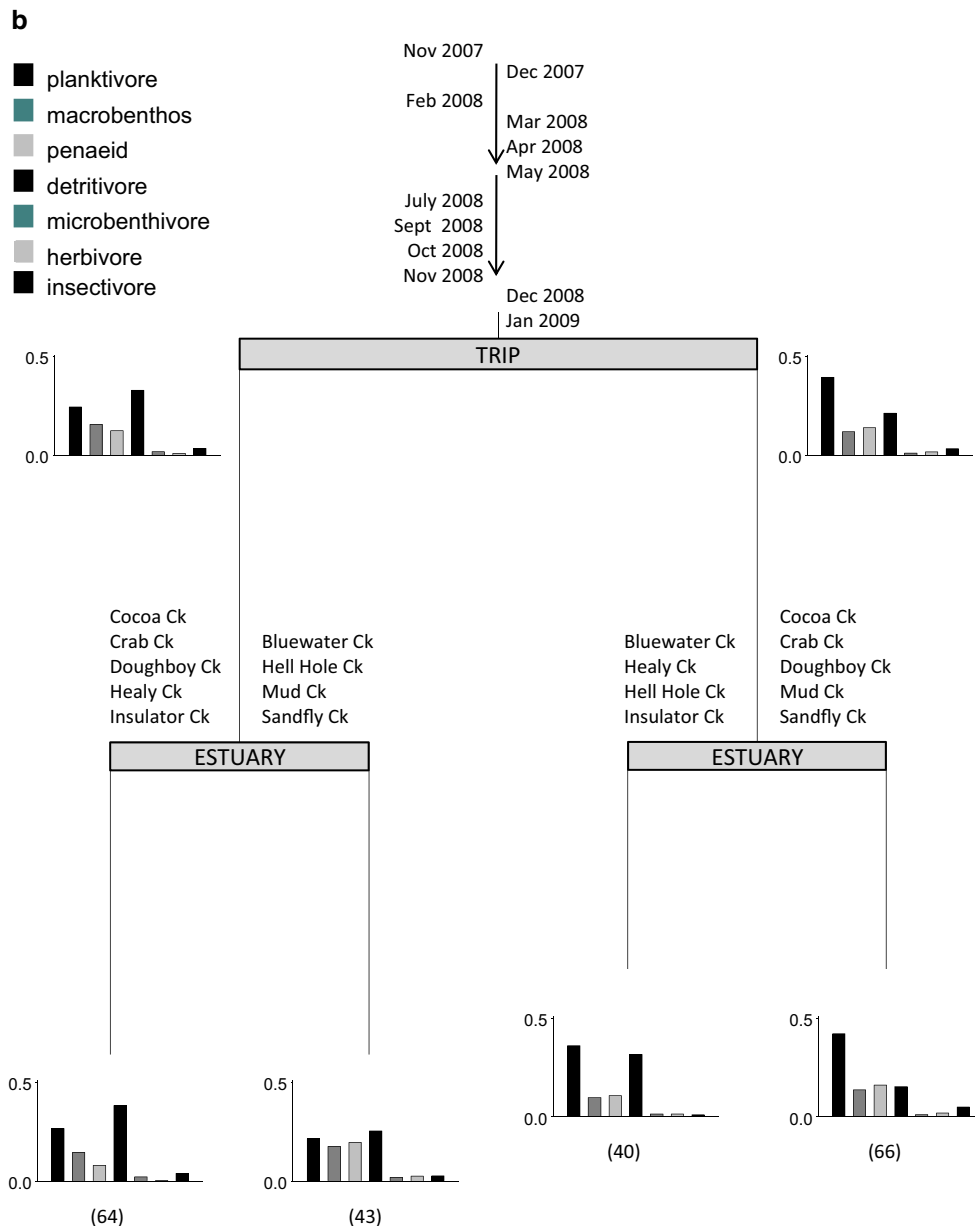 b
planktivore
macrobenthos
penaeid
detritivore
microbenthivore
herbivore
insectivore
Nov 2007
Dec 2007
Feb 2008
Mar 2008
Apr 2008
May 2008
July 2008
Sept 2008
Oct 2008
Nov 2008
Dec 2008
Jan 2009
TRIP
0.5
0.0
0.5
0.0
Cocoa Ck
Crab Ck
Doughboy Ck
Healy Ck
Insulator Ck
Bluewater Ck
Hell Hole Ck
Mud Ck
Sandfly Ck
ESTUARY
Bluewater Ck
Healy Ck
Hell Hole Ck
Insulator Ck
Cocoa Ck
Crab Ck
Doughboy Ck
Mud Ck
Sandfly Ck
ESTUARY
0.5
0.0
(64)
0.5
0.0
(43)
0.5
0.0
(40)
0.5
0.0
(66)